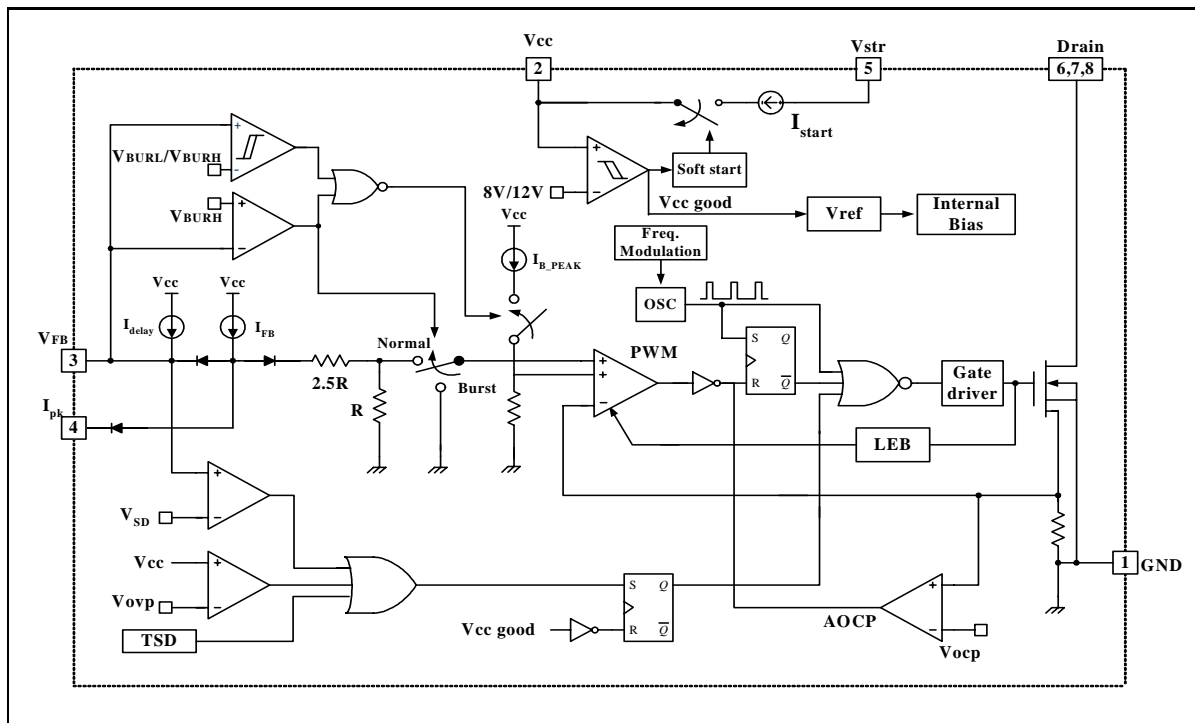 Vcc
2
Vstr
5
Drain
6,7,8
Istart
+
VBURL/VBURH
-
+
8V/12V
−
Soft start
Vcc good
Vref
Internal
Bias
VBURH
+
−
Vcc
IB_PEAK
Freq.
Modulation
OSC
Vcc
Vcc
Idelay
IFB
VFB
3
Normal
Burst
2.5R
R
PWM
+
+
−
S
Q
R
Q
Gate
driver
LEB
Ipk
4
+
VSD
−
Vcc
+
Vovp
−
TSD
S
Q
R
Q
Vcc good
AOCP
+
−
Vocp
1
GND